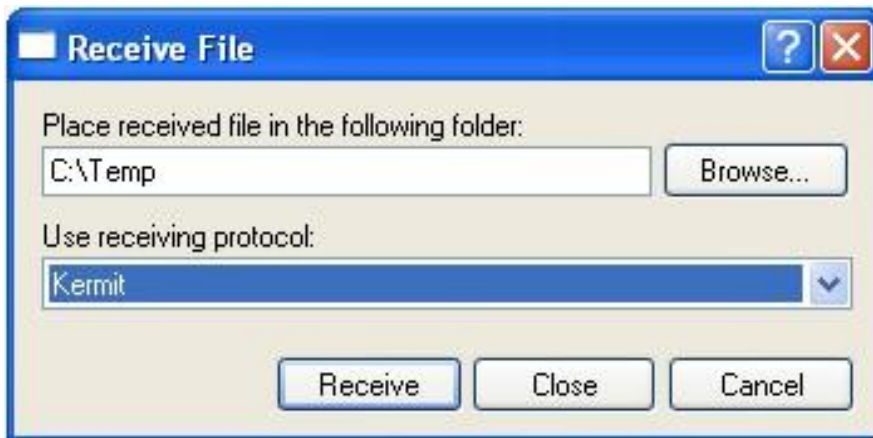 Receive File
Place received file in the following folder:
C:\Temp
Browse...
Use receiving protocol:
Kermit
Receive Close Cancel